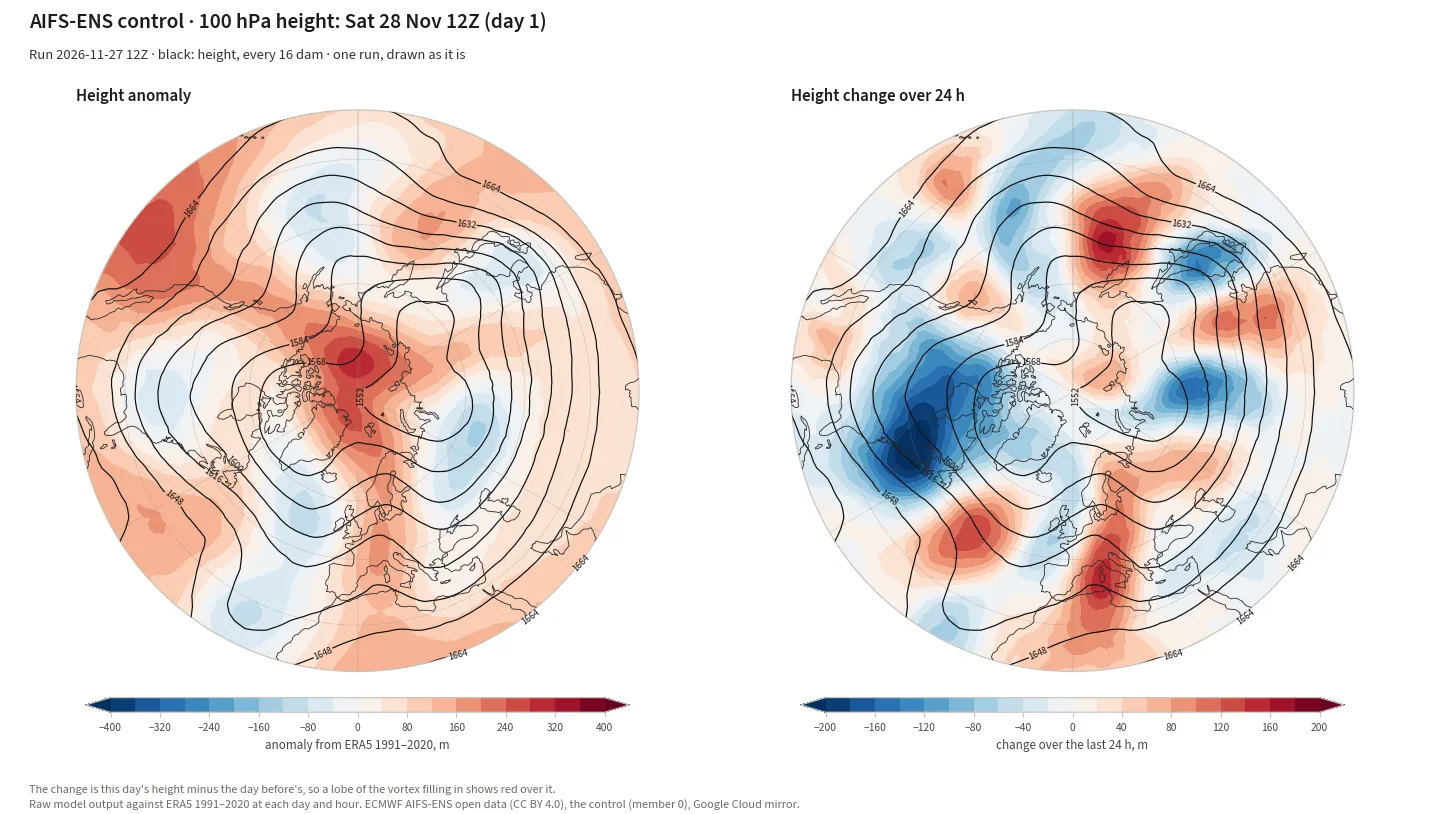 AIFS-ENS control · 100 hPa height: Sat 28 Nov 12Z (day 1)
Run 2026-11-27 12Z · black: height, every 16 dam · one run, drawn as it is
Height anomaly
Height change over 24 h
1664
1664
1632
1584
1568
1552
1600
1616
1648
1664
1664
1648
1664
1664
1664
1632
1584
1568
1552
1600
1616
1648
1664
1664
1648
1664
−400 −320 −240 −160 −80 0 80 160 240 320 400
anomaly from ERA5 1991–2020, m
−200 −160 −120 −80 −40 0 40 80 120 160 200
change over the last 24 h, m
The change is this day's height minus the day before's, so a lobe of the vortex filling in shows red over it.
Raw model output against ERA5 1991–2020 at each day and hour. ECMWF AIFS-ENS open data (CC BY 4.0), the control (member 0), Google Cloud mirror.